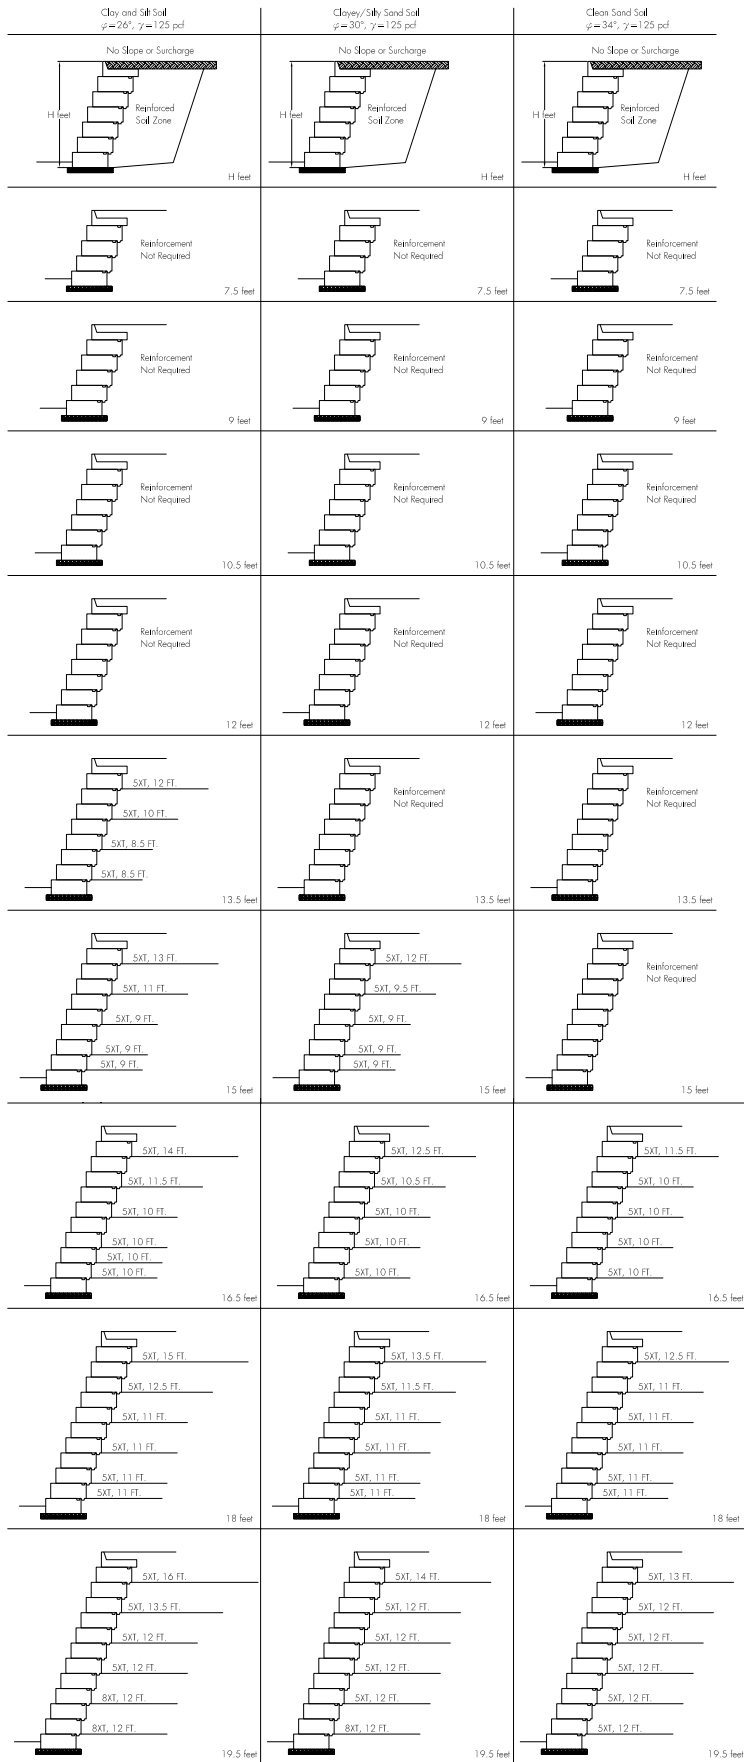 Clay and Silt Soil
φ=26°, γ=125 pcf
Clayey/Silty Sand Soil
φ=30°, γ=125 pcf
Clean Sand Soil
φ=34°, γ=125 pcf
No Slope or Surcharge
H feet
Reinforced
Soil Zone
H feet
No Slope or Surcharge
H feet
Reinforced
Soil Zone
H feet
No Slope or Surcharge
H feet
Reinforced
Soil Zone
H feet
Reinforcement
Not Required
7.5 feet
Reinforcement
Not Required
7.5 feet
Reinforcement
Not Required
7.5 feet
Reinforcement
Not Required
9 feet
Reinforcement
Not Required
9 feet
Reinforcement
Not Required
9 feet
Reinforcement
Not Required
10.5 feet
Reinforcement
Not Required
10.5 feet
Reinforcement
Not Required
10.5 feet
Reinforcement
Not Required
12 feet
Reinforcement
Not Required
12 feet
Reinforcement
Not Required
12 feet
5XT, 12 FT.
5XT, 10 FT.
5XT, 8.5 FT.
5XT, 8.5 FT.
13.5 feet
Reinforcement
Not Required
13.5 feet
Reinforcement
Not Required
13.5 feet
5XT, 13 FT.
5XT, 11 FT.
5XT, 9 FT.
5XT, 9 FT.
5XT, 9 FT.
15 feet
5XT, 12 FT.
5XT, 9.5 FT.
5XT, 9 FT.
5XT, 9 FT.
5XT, 9 FT.
15 feet
Reinforcement
Not Required
15 feet
5XT, 14 FT.
5XT, 11.5 FT.
5XT, 10 FT.
5XT, 10 FT.
5XT, 10 FT.
5XT, 10 FT.
16.5 feet
5XT, 12.5 FT.
5XT, 10.5 FT.
5XT, 10 FT.
5XT, 10 FT.
5XT, 10 FT.
16.5 feet
5XT, 11.5 FT.
5XT, 10 FT.
5XT, 10 FT.
5XT, 10 FT.
5XT, 10 FT.
16.5 feet
5XT, 15 FT.
5XT, 12.5 FT.
5XT, 11 FT.
5XT, 11 FT.
5XT, 11 FT.
5XT, 11 FT.
18 feet
5XT, 13.5 FT.
5XT, 11.5 FT.
5XT, 11 FT.
5XT, 11 FT.
5XT, 11 FT.
5XT, 11 FT.
18 feet
5XT, 12.5 FT.
5XT, 11 FT.
5XT, 11 FT.
5XT, 11 FT.
5XT, 11 FT.
5XT, 11 FT.
18 feet
5XT, 16 FT.
5XT, 13.5 FT.
5XT, 12 FT.
5XT, 12 FT.
8XT, 12 FT.
8XT, 12 FT.
19.5 feet
5XT, 14 FT.
5XT, 12 FT.
5XT, 12 FT.
5XT, 12 FT.
5XT, 12 FT.
8XT, 12 FT.
19.5 feet
5XT, 13 FT.
5XT, 12 FT.
5XT, 12 FT.
5XT, 12 FT.
5XT, 12 FT.
5XT, 12 FT.
19.5 feet